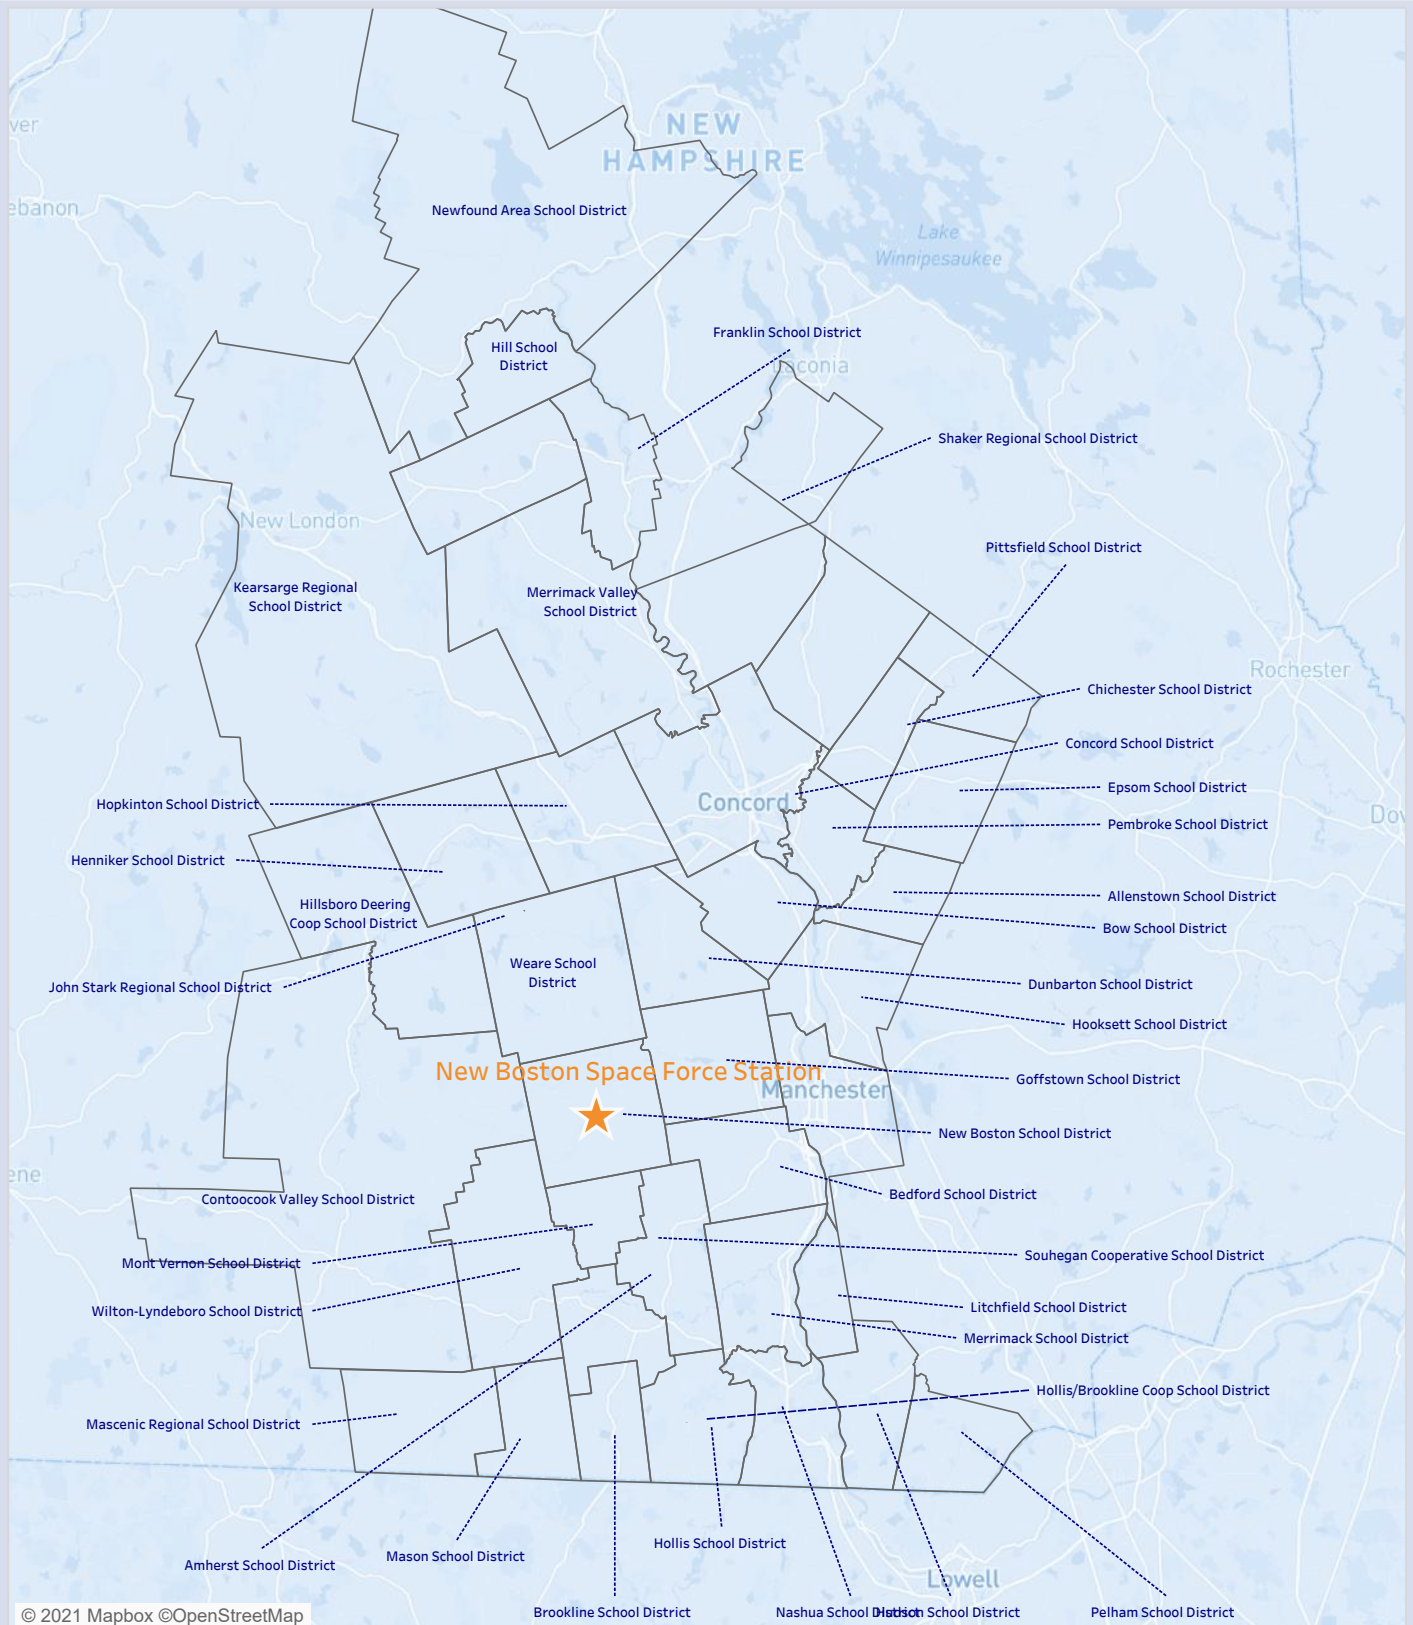 NEW
HAMPSHIRE
ver
ebanon
Newfound Area School District
Lake
Winnipesaukee
Franklin School District
Hill School
District
Laconia
Shaker Regional School District
New London
Pittsfield School District
Kearsarge Regional
School District
Merrimack Valley
School District
Rochester
Chichester School District
Concord School District
Epsom School District
Hopkinton School District
Concord
Pembroke School District
Do
Henniker School District
Allenstown School District
Hillsboro Deering
Coop School District
Bow School District
Weare School
District
John Stark Regional School District
Dunbarton School District
Hooksett School District
New Boston Space Force Station
Goffstown School District
Manchester
New Boston School District
ene
Contoocook Valley School District
Bedford School District
Mont Vernon School District
Souhegan Cooperative School District
Wilton-Lyndeboro School District
Litchfield School District
Merrimack School District
Hollis/Brookline Coop School District
Mascenic Regional School District
Hollis School District
Mason School District
Amherst School District
Lowell
Brookline School District
Nashua School District
Hudson School District
Pelham School District
© 2021 Mapbox ©OpenStreetMap